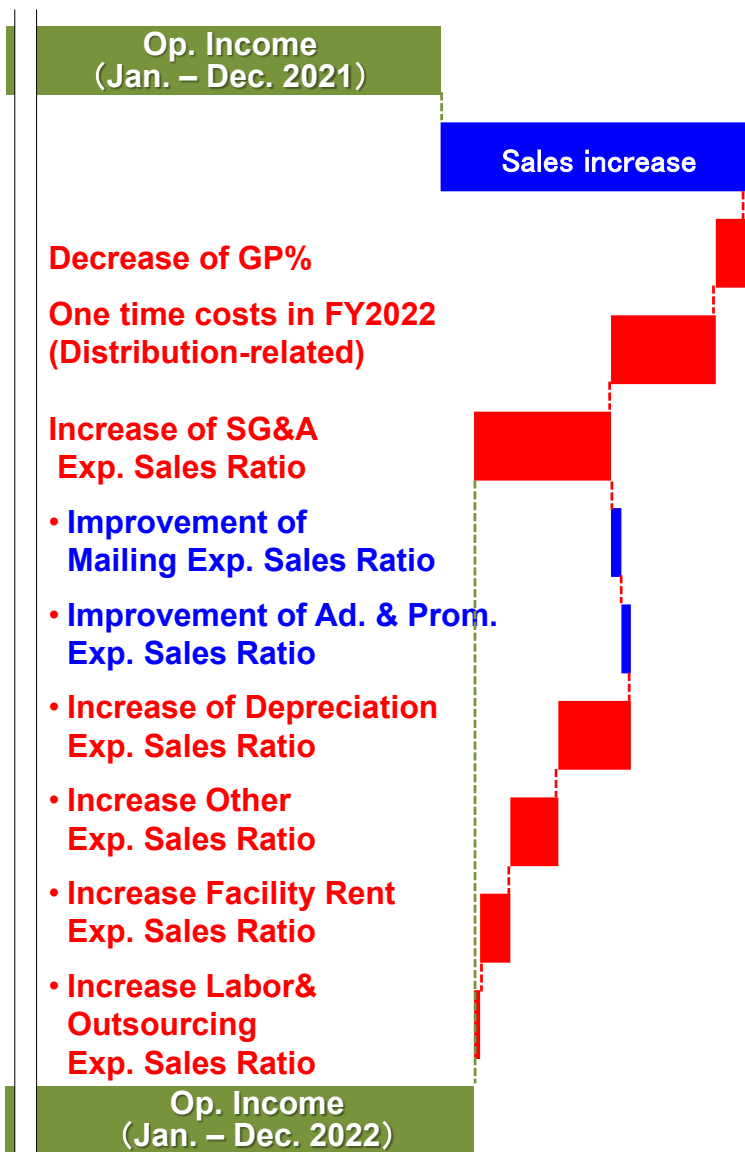 Op. Income
（Jan. – Dec. 2021）
Sales increase
Decrease of GP%
One time costs in FY2022
(Distribution-related)
Increase of SG&A
Exp. Sales Ratio
• Improvement of
Mailing Exp. Sales Ratio
• Improvement of Ad. & Prom.
Exp. Sales Ratio
• Increase of Depreciation
Exp. Sales Ratio
• Increase Other
Exp. Sales Ratio
• Increase Facility Rent
Exp. Sales Ratio
• Increase Labor&
Outsourcing
Exp. Sales Ratio
Op. Income
（Jan. – Dec. 2022）